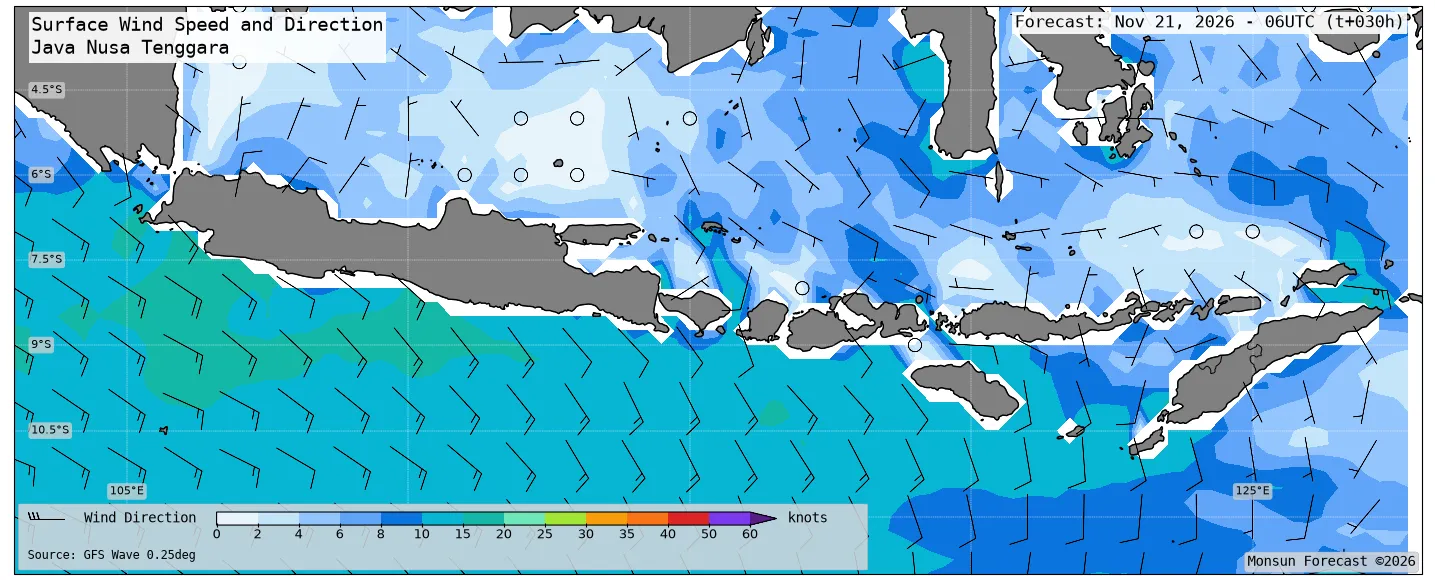 Surface Wind Speed and Direction
Java Nusa Tenggara
Forecast: Nov 21, 2026 - 06UTC (t+030h)
4.5°S
6°S
7.5°S
9°S
10.5°S
105°E
125°E
Wind Direction
0 2 4 6 8 10 15 20 25 30 35 40 50 60
knots
Source: GFS Wave 0.25deg
Monsun Forecast ©2026